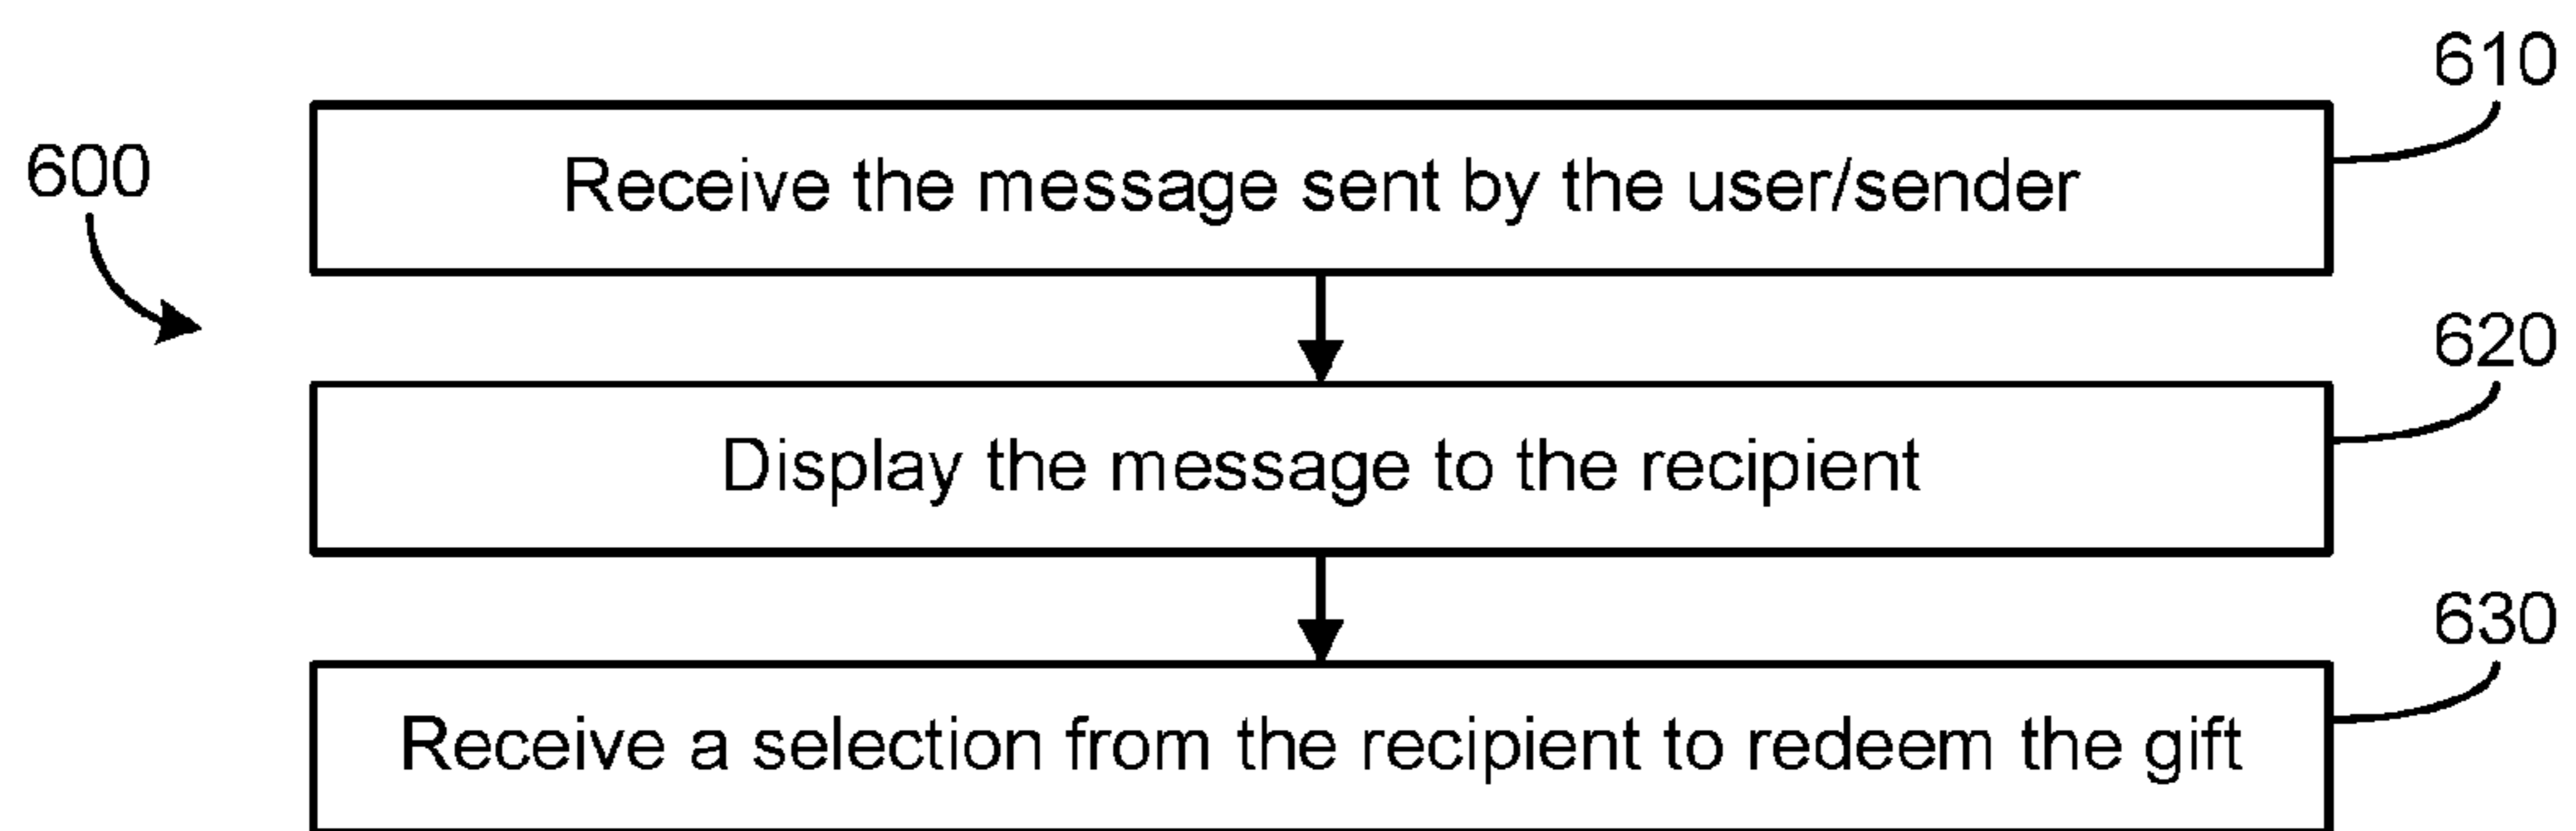 610
Receive the message sent by the user/sender
600
620
Display the message to the recipient
630
Receive a selection from the recipient to redeem the gift